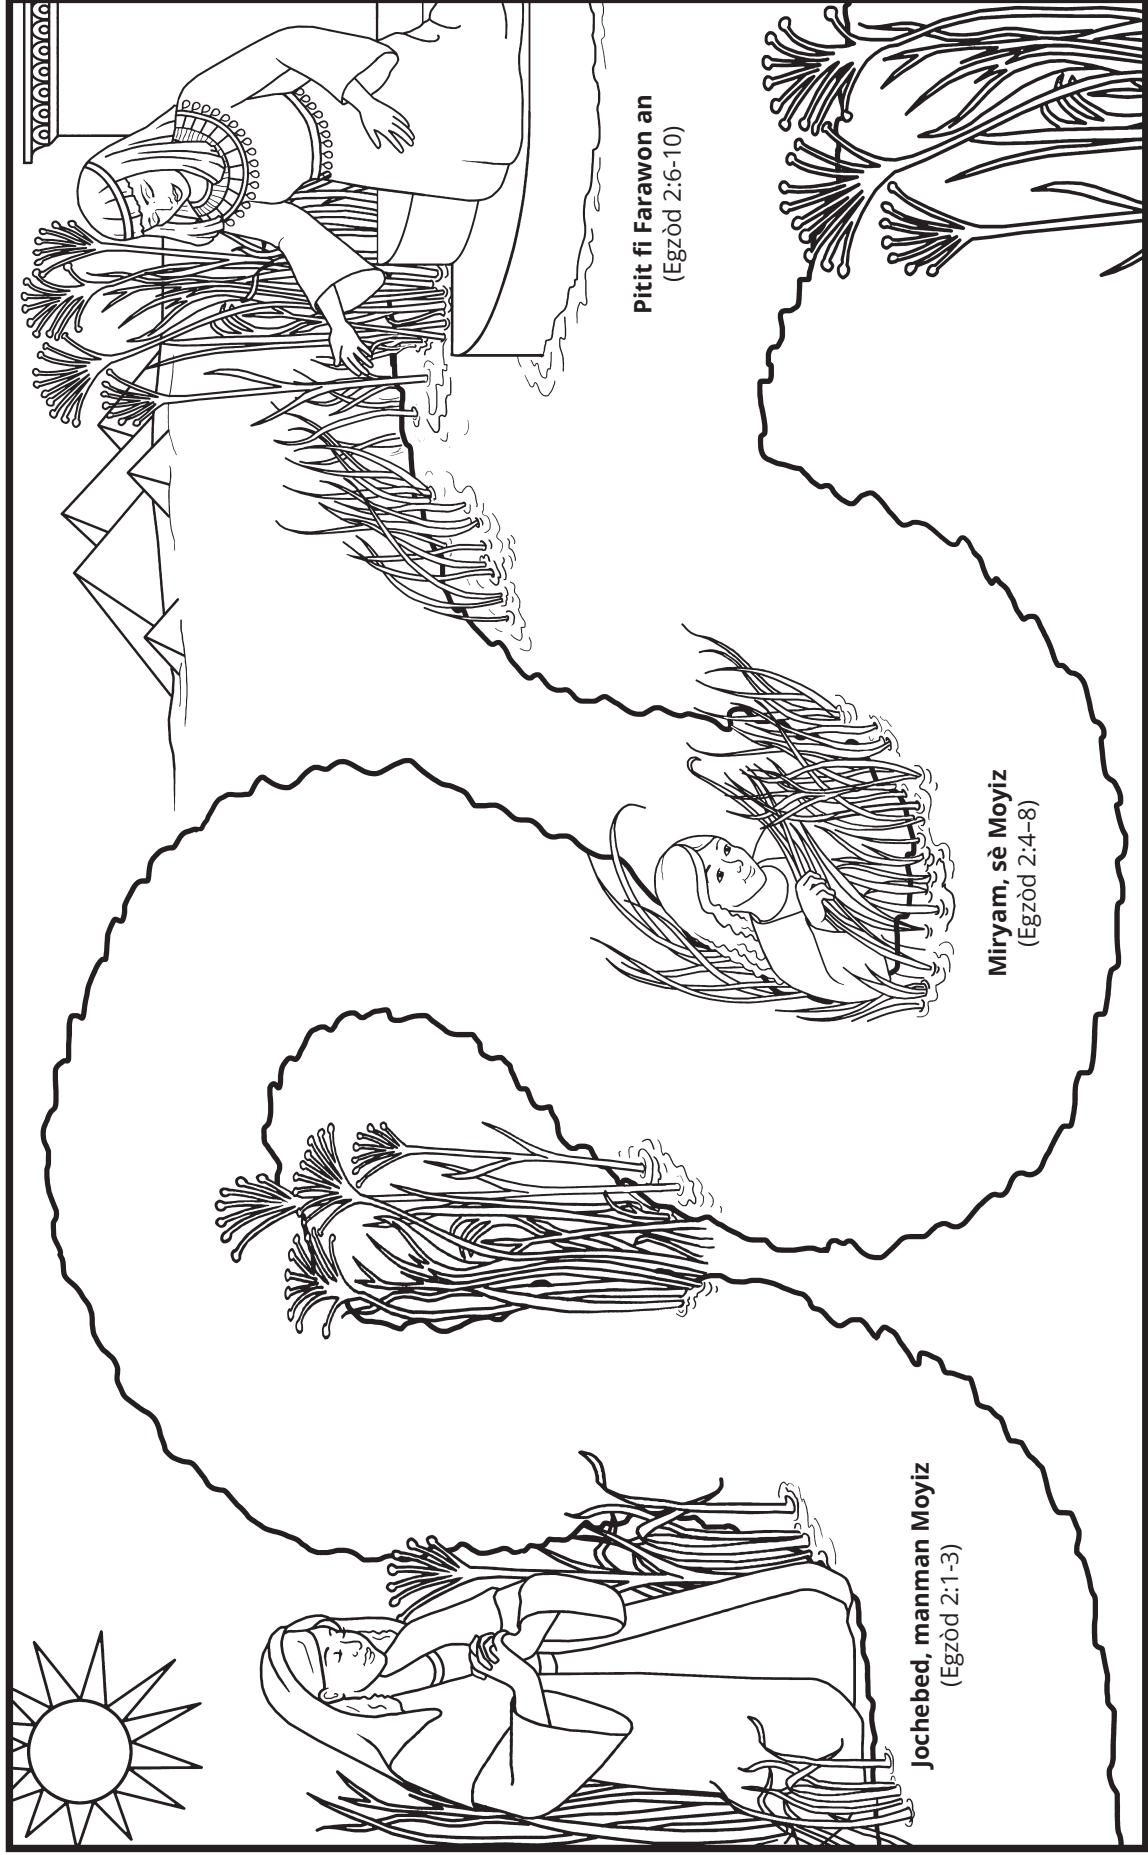 Jochebed, manman Moyiz
(Egzòd 2:1-3)
Miryam, sè Moyiz
(Egzòd 2:4–8)
Pitit fi Farawon an
(Egzòd 2:6-10)